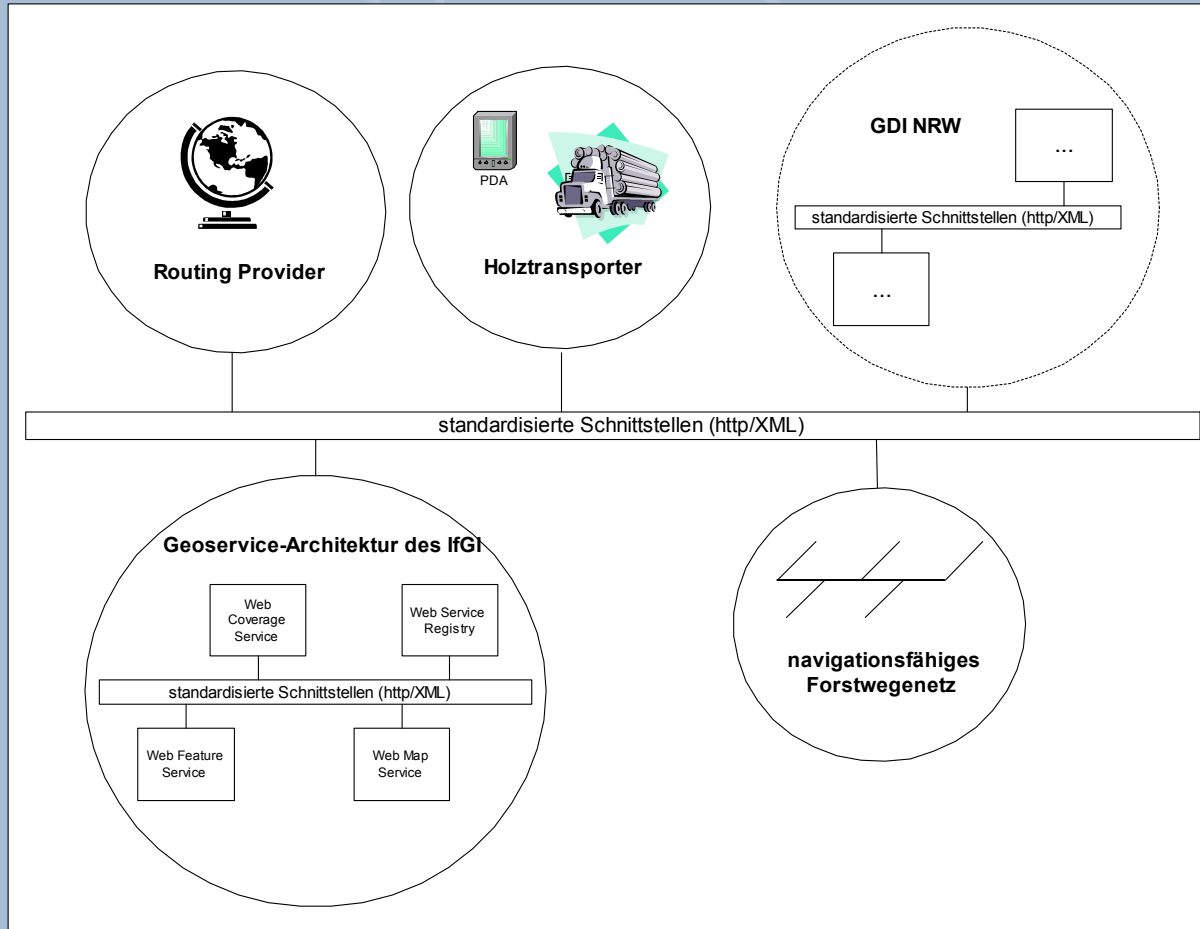 PDA
Routing Provider
Holztransporter
GDI NRW
...
standardisierte Schnittstellen (http/XML)
...
standardisierte Schnittstellen (http/XML)
Geoservice-Architektur des IfGI
Web
Coverage
Service
Web Service
Registry
standardisierte Schnittstellen (http/XML)
Web Feature
Service
Web Map
Service
navigationsfähiges
Forstwegenetz